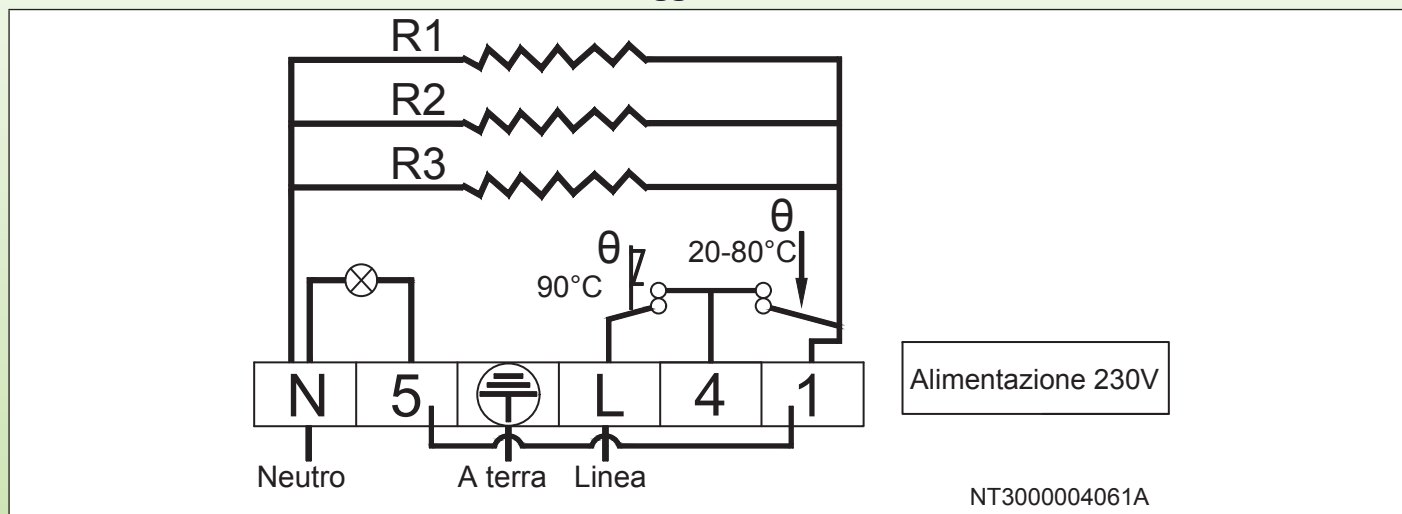 R1
R2
R3
θ
20-80°C
θ
90°C
N 5 L 4 1
Alimentazione 230V
Neutro A terra Linea
NT3000004061A